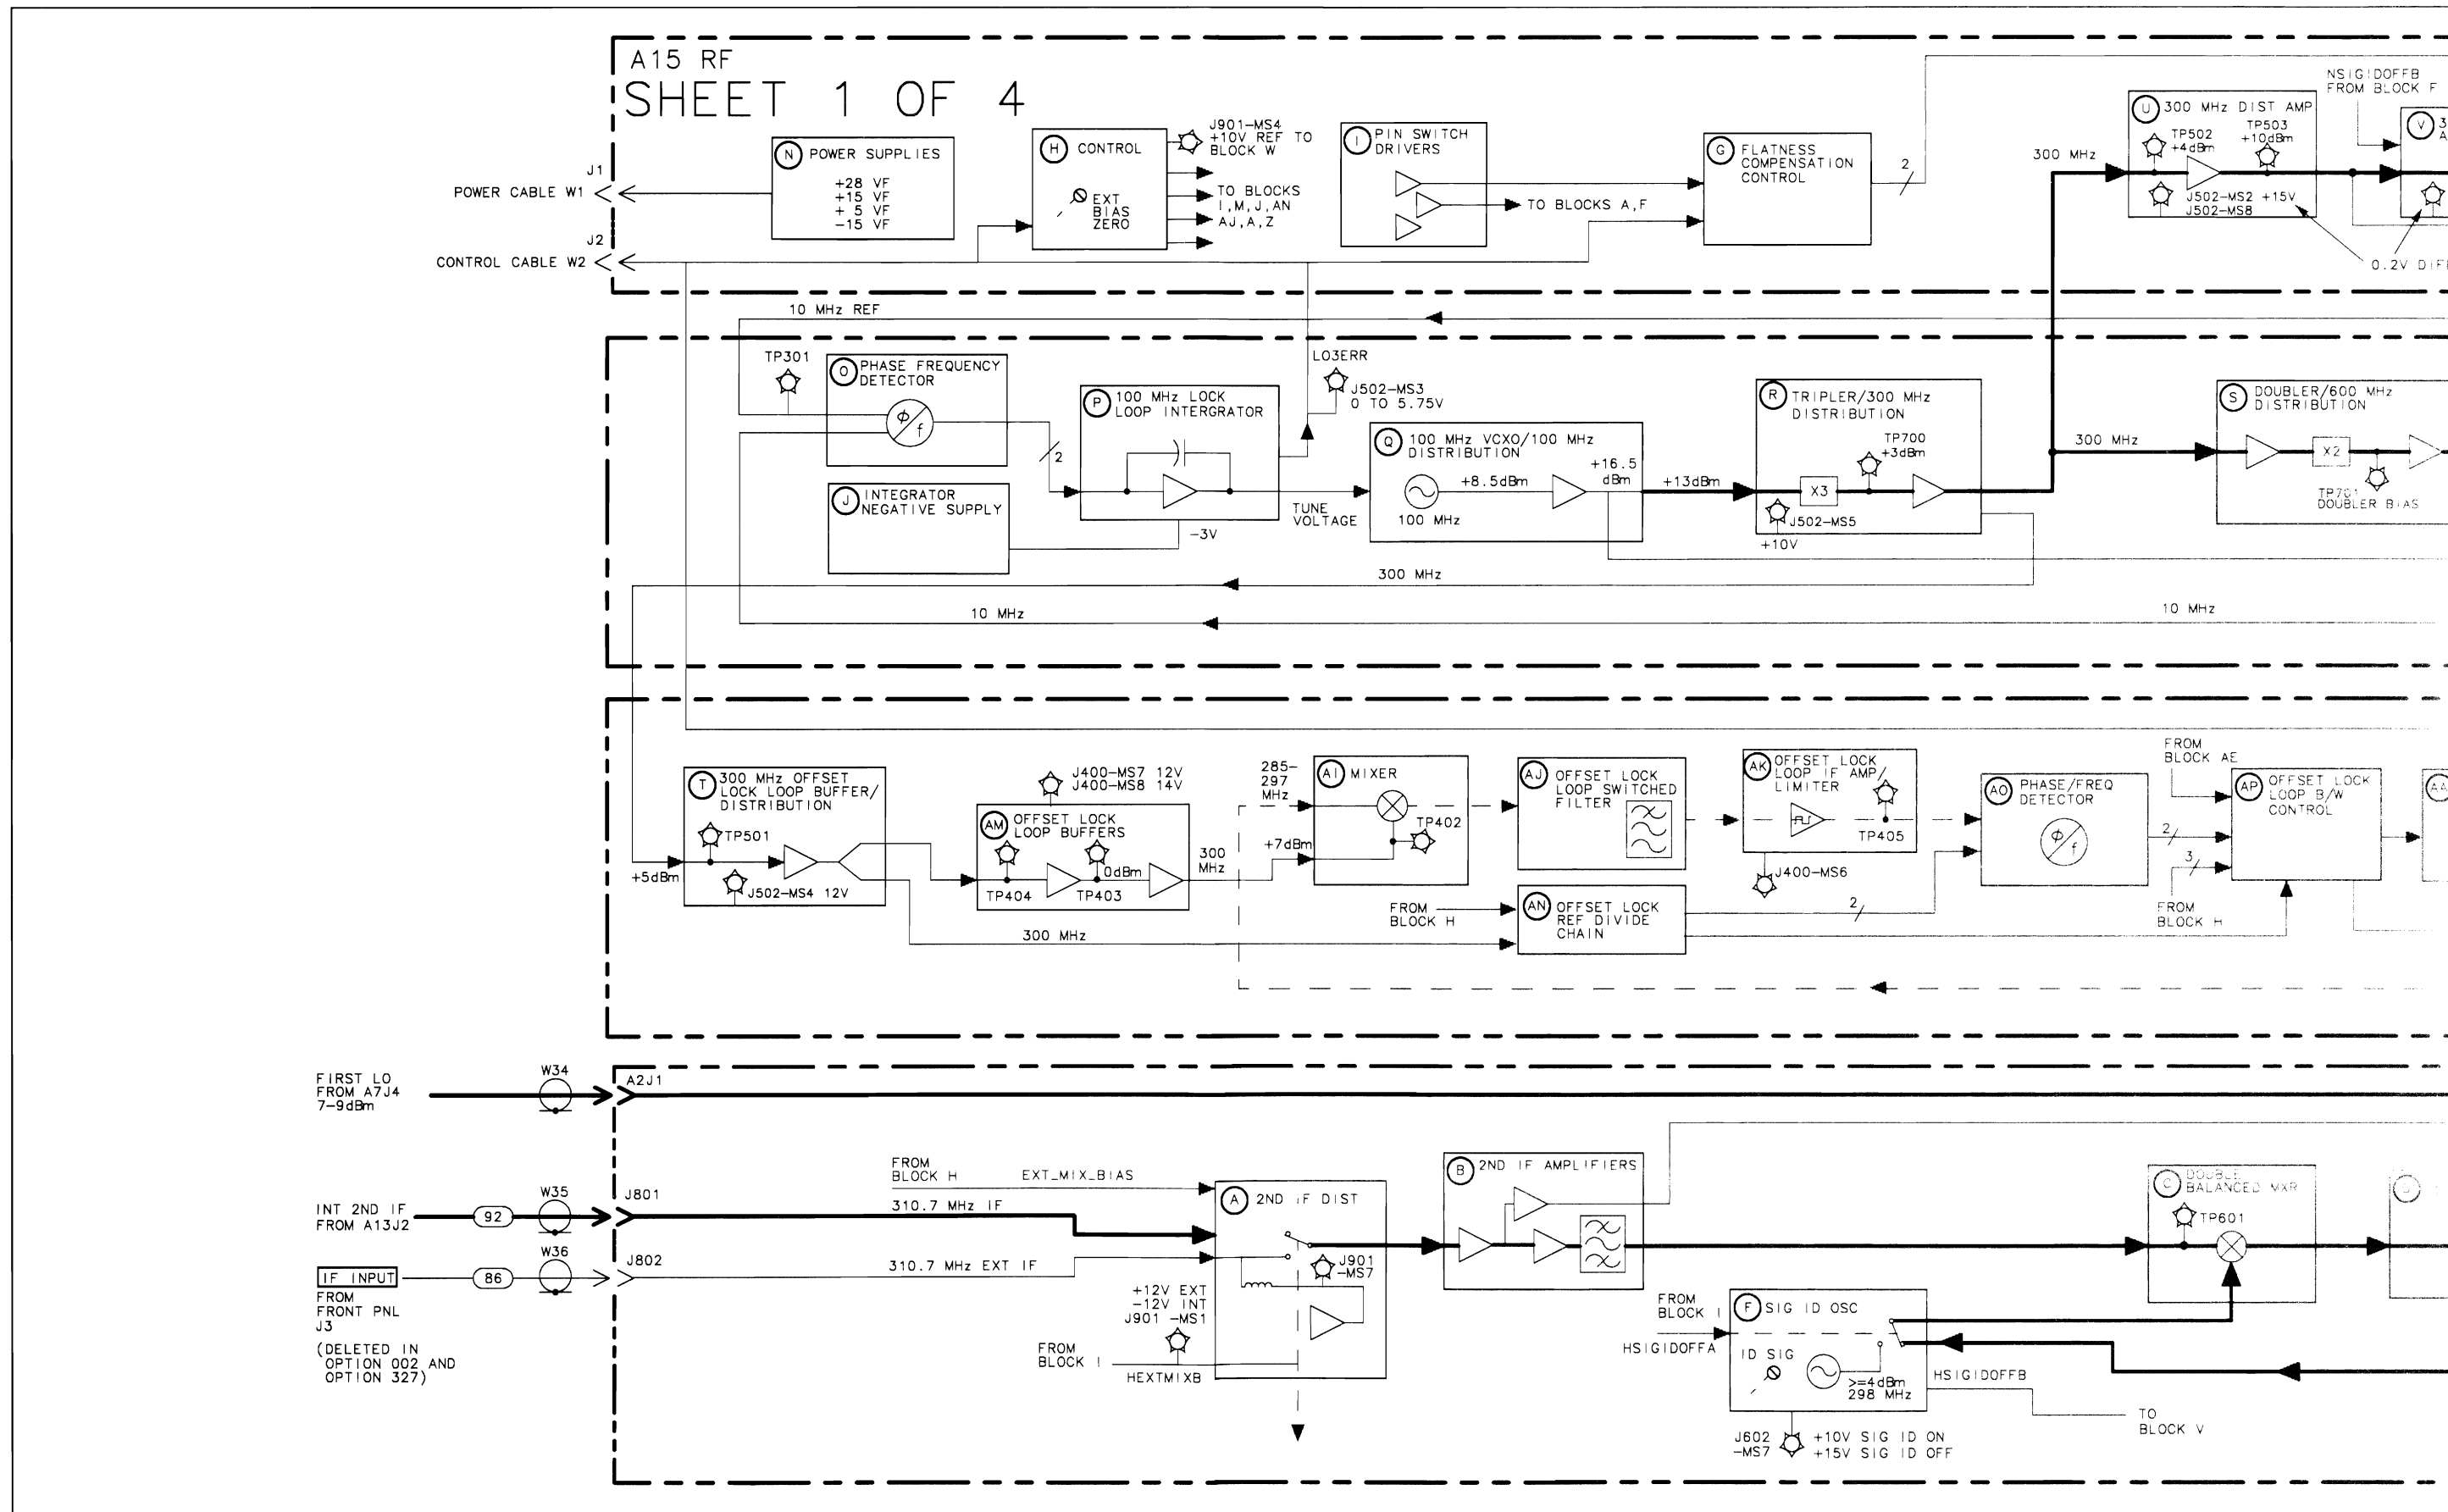 A15 RF
SHEET 1 OF 4
J1
POWER CABLE W1
J2
CONTROL CABLE W2
N POWER SUPPLIES
+28 VF
+15 VF
+ 5 VF
-15 VF
H CONTROL
EXT
BIAS
ZERO
J901-MS4
+10V REF TO
BLOCK W
TO BLOCKS
I,M,J,AN
AJ,A,Z
I PIN SWITCH
DRIVERS
TO BLOCKS A,F
G FLATNESS
COMPENSATION
CONTROL
2
300 MHz
U 300 MHz DIST AMP
TP502
+4dBm
TP503
+10dBm
J502-MS2 +15V
J502-MS8
NSIGIDOFFB
FROM BLOCK F
V
0.2V
10 MHz REF
TP301
O PHASE FREQUENCY
DETECTOR
Φ/f
J INTEGRATOR
NEGATIVE SUPPLY
2
P 100 MHz LOCK
LOOP INTERGRATOR
-3V
LO3ERR
J502-MS3
0 TO 5.75V
TUNE
VOLTAGE
Q 100 MHz VCXO/100 MHz
DISTRIBUTION
+8.5dBm
+16.5
dBm
100 MHz
+13dBm
R TRIPLER/300 MHz
DISTRIBUTION
TP700
+3dBm
X3
J502-MS5
+10V
300 MHz
S DOUBLER/600 MHz
DISTRIBUTION
X2
TP701
DOUBLER BIAS
300 MHz
10 MHz
10 MHz
T 300 MHz OFFSET
LOCK LOOP BUFFER/
DISTRIBUTION
TP501
+5dBm
J502-MS4 12V
J400-MS7 12V
J400-MS8 14V
AM OFFSET LOCK
LOOP BUFFERS
0dBm
TP404
TP403
300
MHz
300 MHz
285-
297
MHz
+7dBm
AI MIXER
TP402
AJ OFFSET LOCK
LOOP SWITCHED
FILTER
FROM
BLOCK H
AN OFFSET LOCK
REF DIVIDE
CHAIN
AK OFFSET LOCK
LOOP IF AMP/
LIMITER
TP405
J400-MS6
2
AO PHASE/FREQ
DETECTOR
Φ/f
FROM
BLOCK AE
2
3
FROM
BLOCK H
AP OFFSET LOCK
LOOP B/W
CONTROL
AA
FIRST LO
FROM A7J4
7-9dBm
W34
A2J1
INT 2ND IF
FROM A13J2
92
W35
J801
IF INPUT
86
W36
J802
FROM
FRONT PNL
J3
(DELETED IN
OPTION 002 AND
OPTION 327)
FROM
BLOCK H
EXT_MIX_BIAS
310.7 MHz IF
310.7 MHz EXT IF
A 2ND IF DIST
J901
-MS7
+12V EXT
-12V INT
J901 -MS1
FROM
BLOCK I
HEXTMIXB
B 2ND IF AMPLIFIERS
FROM
BLOCK I
HSIGIDOFFA
F SIG ID OSC
ID SIG
>=4dBm
298 MHz
HSIGIDOFFB
TO
BLOCK V
J602
-MS7
+10V SIG ID ON
+15V SIG ID OFF
C DOUBLE
BALANCED MXR
TP601